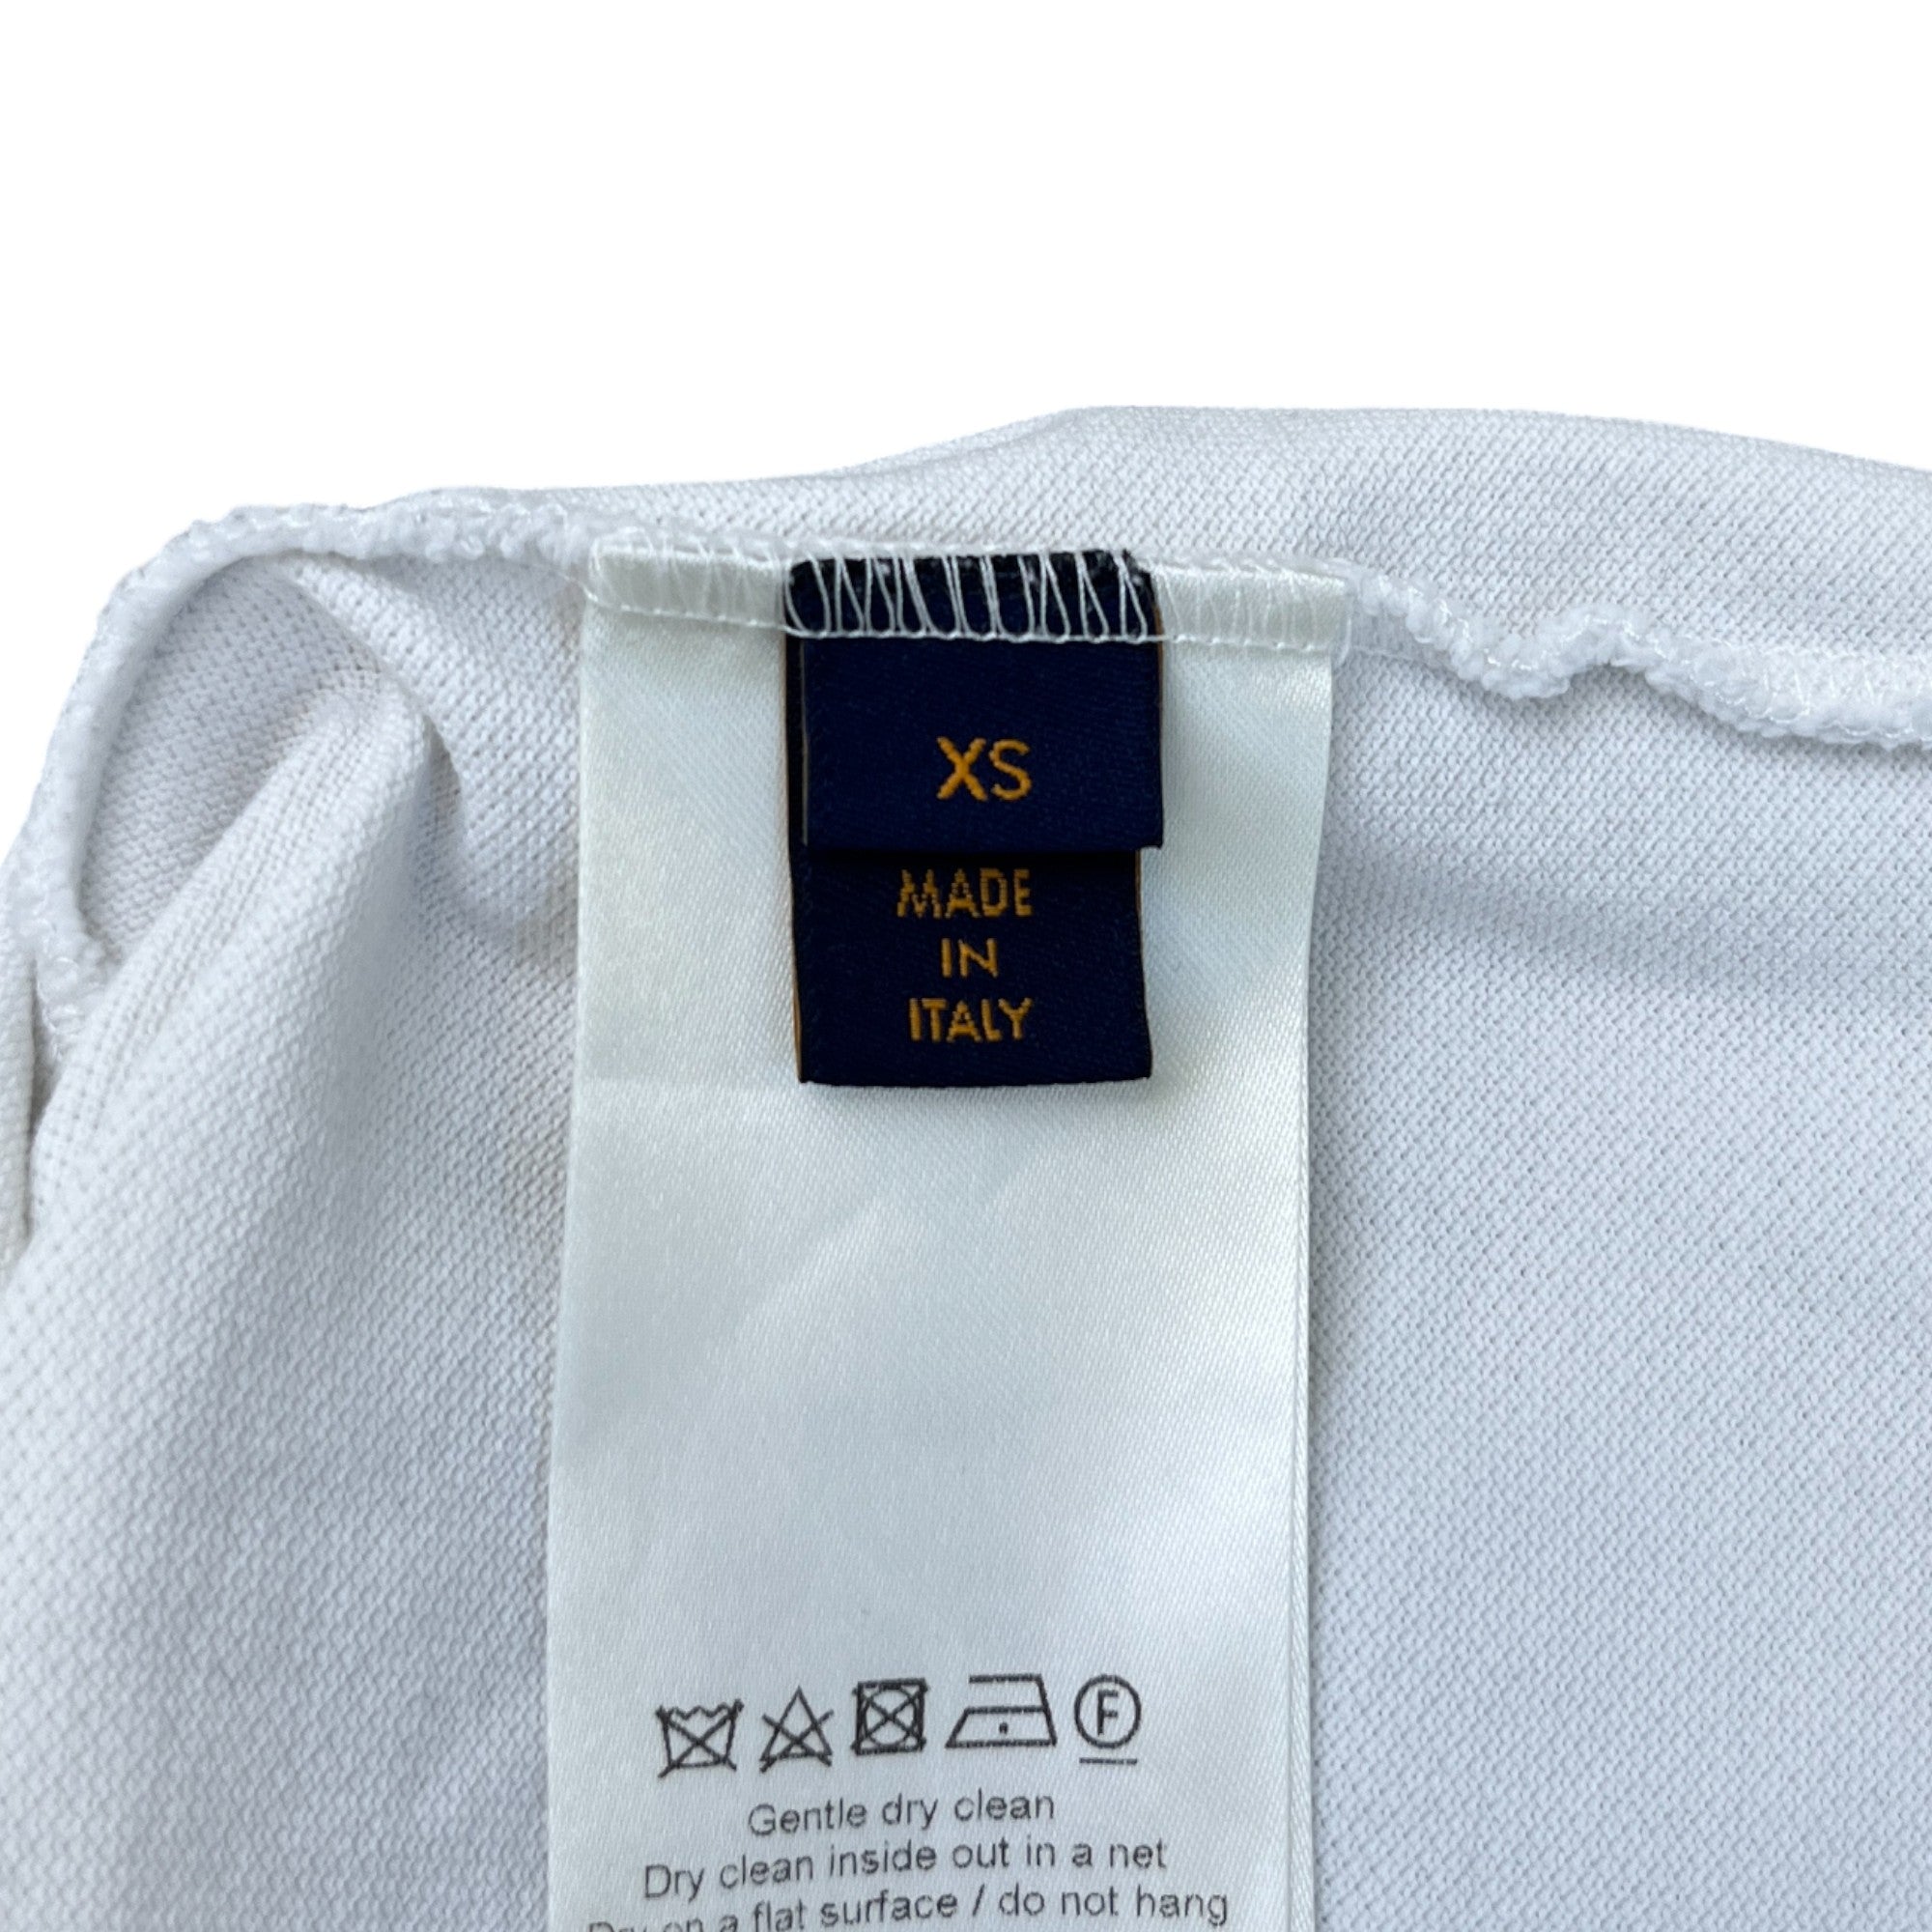 XS
MADE
IN
ITALY
F
Gentle dry clean
Dry clean inside out in a net
Dry on a flat surface / do not hang